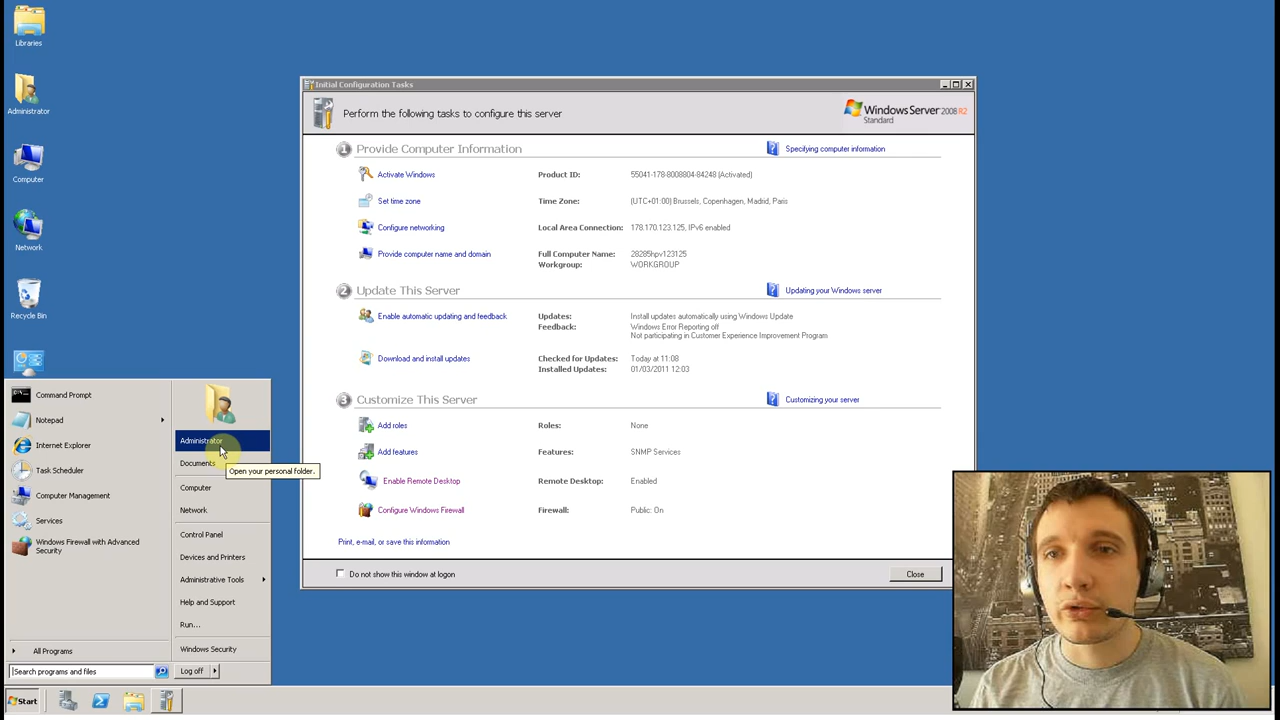 Libraries
Administrator
Computer
Network
Recycle Bin
Initial Configuration Tasks
Perform the following tasks to configure this server
Windows Server 2008 R2
Standard
1 Provide Computer Information
Specifying computer information
Activate Windows
Product ID: 55041-178-8008804-84248 (Activated)
Set time zone
Time Zone: (UTC+01:00) Brussels, Copenhagen, Madrid, Paris
Configure networking
Local Area Connection: 178.170.123.125, IPv6 enabled
Provide computer name and domain
Full Computer Name: 28285hpv123125
Workgroup: WORKGROUP
2 Update This Server
Updating your Windows server
Enable automatic updating and feedback
Updates: Install updates automatically using Windows Update
Feedback: Windows Error Reporting off
Not participating in Customer Experience Improvement Program
Download and install updates
Checked for Updates: Today at 11:08
Installed Updates: 01/03/2011 12:03
3 Customize This Server
Customizing your server
Add roles
Roles: None
Add features
Features: SNMP Services
Enable Remote Desktop
Remote Desktop: Enabled
Configure Windows Firewall
Firewall: Public: On
Print, e-mail, or save this information
Do not show this window at logon
Close
Command Prompt
Notepad
Internet Explorer
Task Scheduler
Computer Management
Services
Windows Firewall with Advanced
Security
All Programs
Search programs and files
Administrator
Documents
Open your personal folder.
Computer
Network
Control Panel
Devices and Printers
Administrative Tools
Help and Support
Run...
Windows Security
Log off
Start